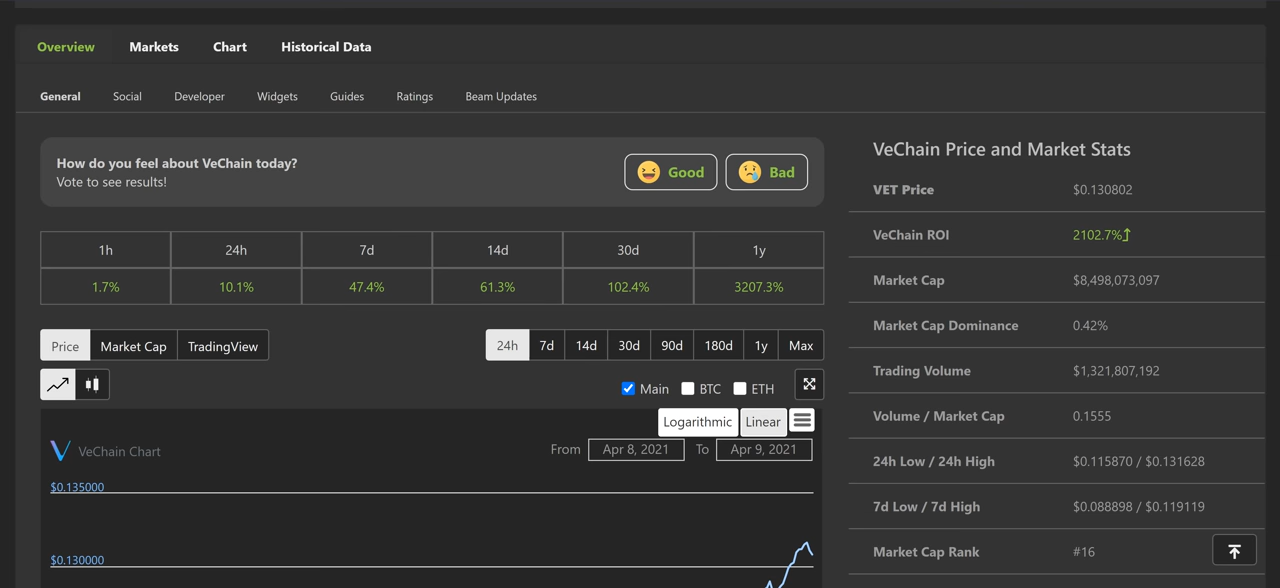 Overview Markets Chart Historical Data
General Social Developer Widgets Guides Ratings Beam Updates
How do you feel about VeChain today?
Vote to see results!
Good Bad
1h 24h 7d 14d 30d 1y
1.7% 10.1% 47.4% 61.3% 102.4% 3207.3%
Price Market Cap TradingView
24h 7d 14d 30d 90d 180d 1y Max
Main BTC ETH
Logarithmic Linear
VeChain Chart
From Apr 8, 2021 To Apr 9, 2021
$0.135000
$0.130000
VeChain Price and Market Stats
VET Price $0.130802
VeChain ROI 2102.7%
Market Cap $8,498,073,097
Market Cap Dominance 0.42%
Trading Volume $1,321,807,192
Volume / Market Cap 0.1555
24h Low / 24h High $0.115870 / $0.131628
7d Low / 7d High $0.088898 / $0.119119
Market Cap Rank #16